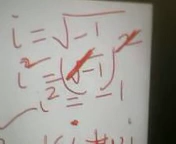 i = √-1
i² = (√-1)²
i² = -1